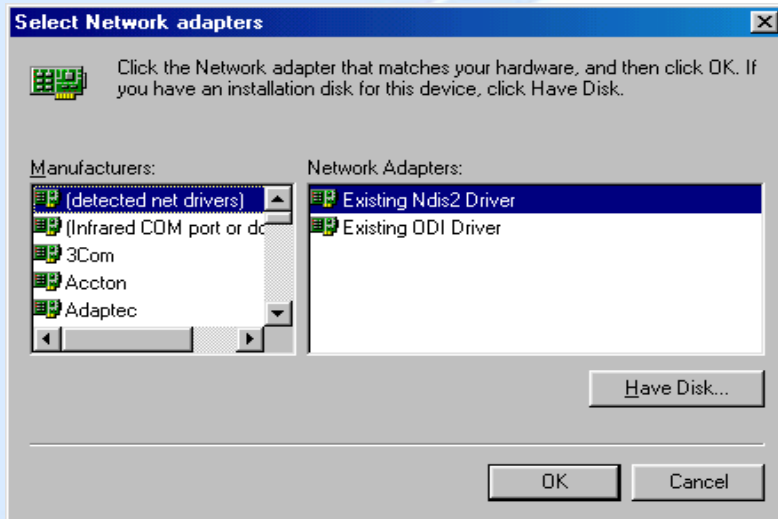 Select Network adapters
Click the Network adapter that matches your hardware, and then click OK. If
you have an installation disk for this device, click Have Disk.
Manufacturers:
(detected net drivers)
(Infrared COM port or dc
3Com
Accton
Adaptec
Network Adapters:
Existing Ndis2 Driver
Existing ODI Driver
Have Disk...
OK
Cancel